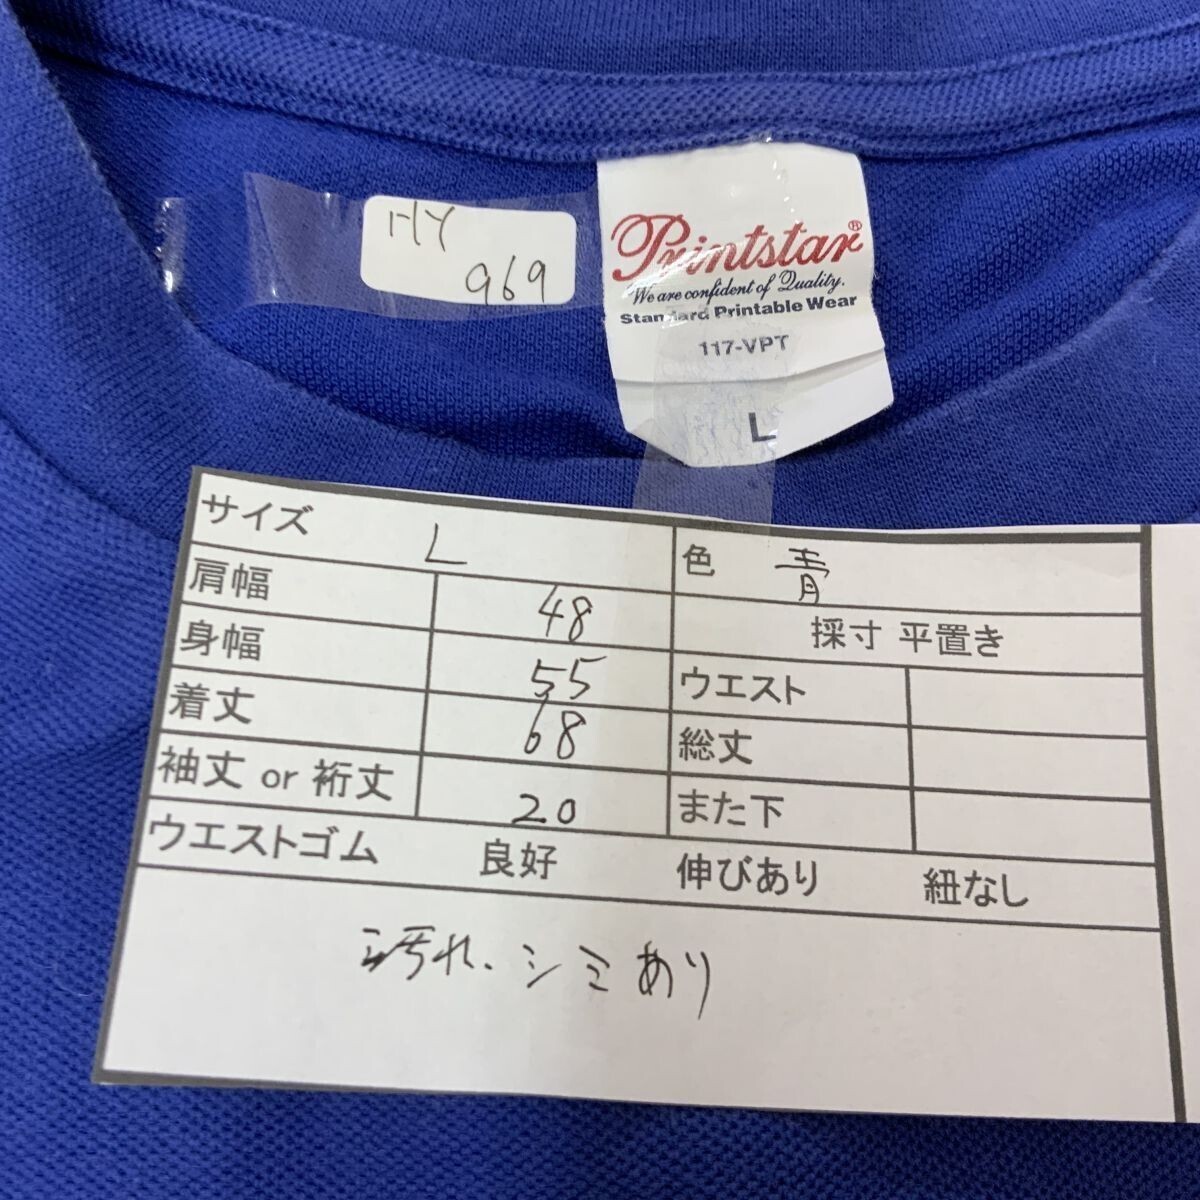 HY
969
Printstar®
We are confident of Quality.
Standard Printable Wear
117-VPT
L
サイズ L 色 青
肩幅 48 採寸 平置き
身幅 55 ウエスト
着丈 68 総丈
袖丈 or 裄丈 20 また下
ウエストゴム 良好 伸びあり 紐なし
汚れ、シミあり